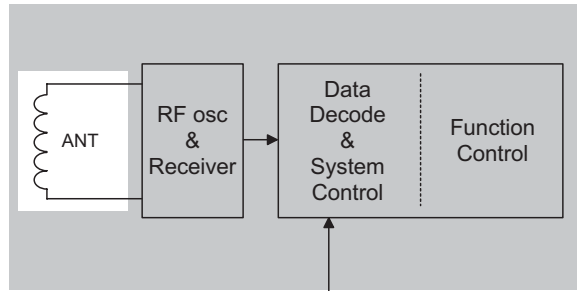 ANT
RF osc
&
Receiver
Data
Decode
&
System
Control
Function
Control